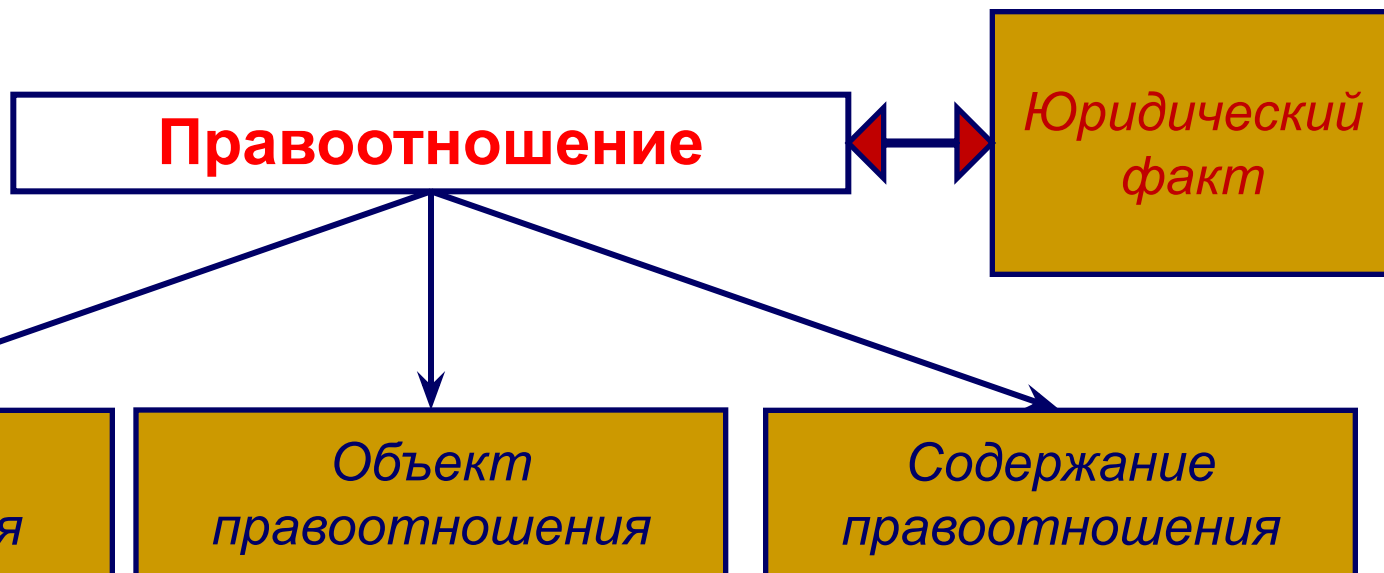 Правоотношение
Юридический
факт
Объект
правоотношения
Содержание
правоотношения